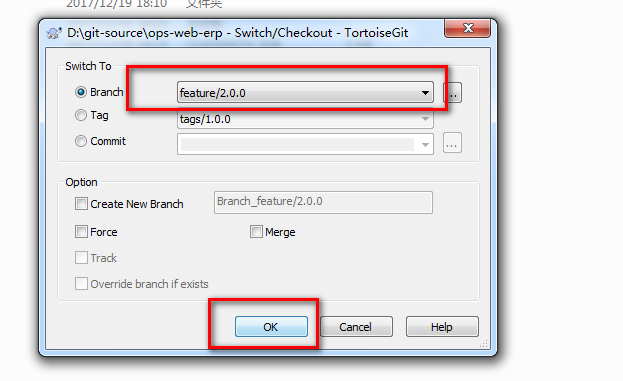 2017/12/19 18:10 文件夹
D:\git-source\ops-web-erp - Switch/Checkout - TortoiseGit
Switch To
Branch feature/2.0.0 ...
Tag tags/1.0.0
Commit ...
Option
Create New Branch Branch_feature/2.0.0
Force Merge
Track
Override branch if exists
OK Cancel Help